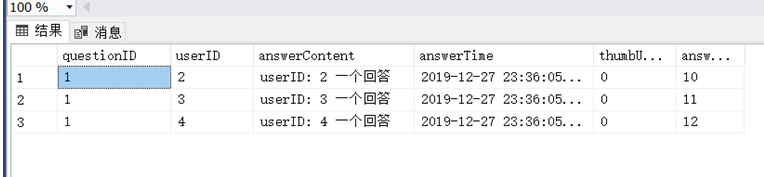 100 %
结果 消息
questionID userID answerContent answerTime thumbU... answ...
1 1 2 userID: 2 一个回答 2019-12-27 23:36:05... 0 10
2 1 3 userID: 3 一个回答 2019-12-27 23:36:05... 0 11
3 1 4 userID: 4 一个回答 2019-12-27 23:36:05... 0 12